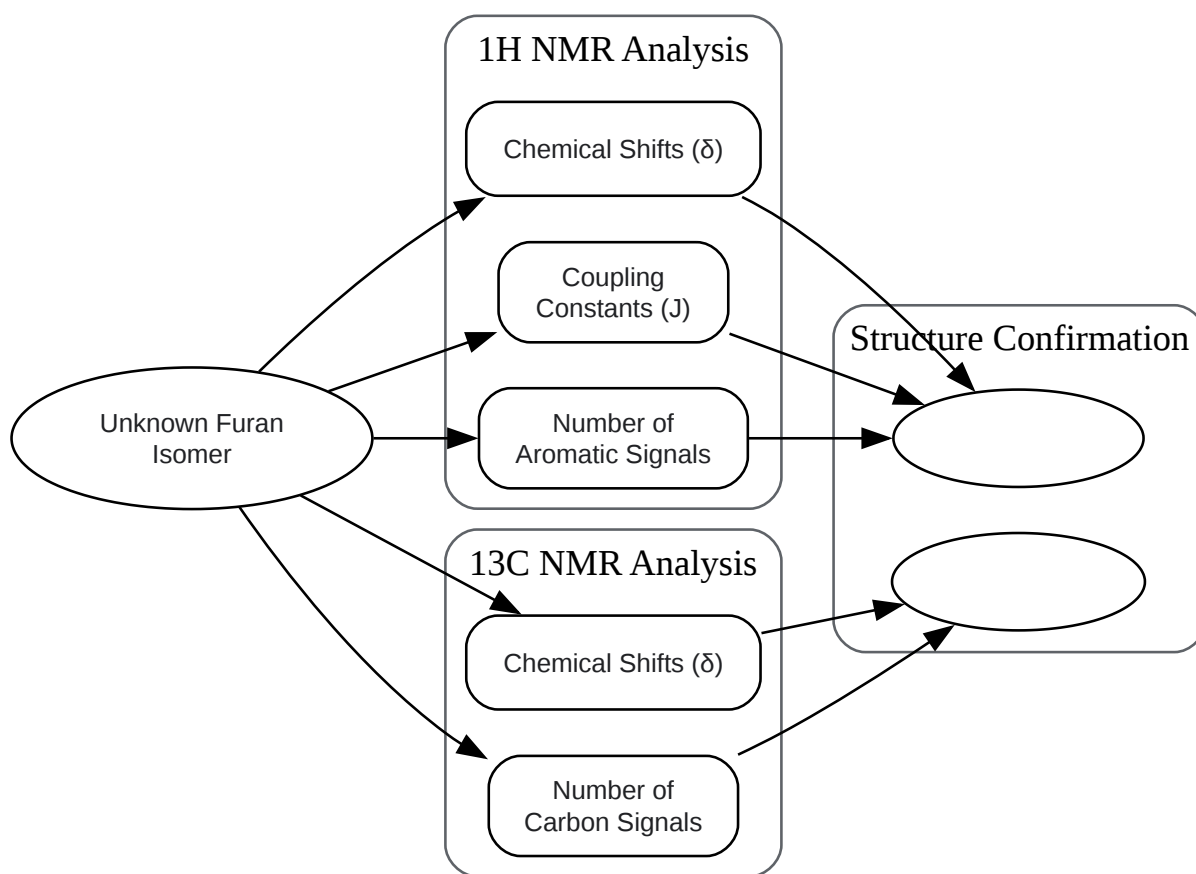 1H NMR Analysis
Chemical Shifts (δ)
Coupling
Constants (J)
Number of
Aromatic Signals
Unknown Furan
Isomer
Structure Confirmation
13C NMR Analysis
Chemical Shifts (δ)
Number of
Carbon Signals